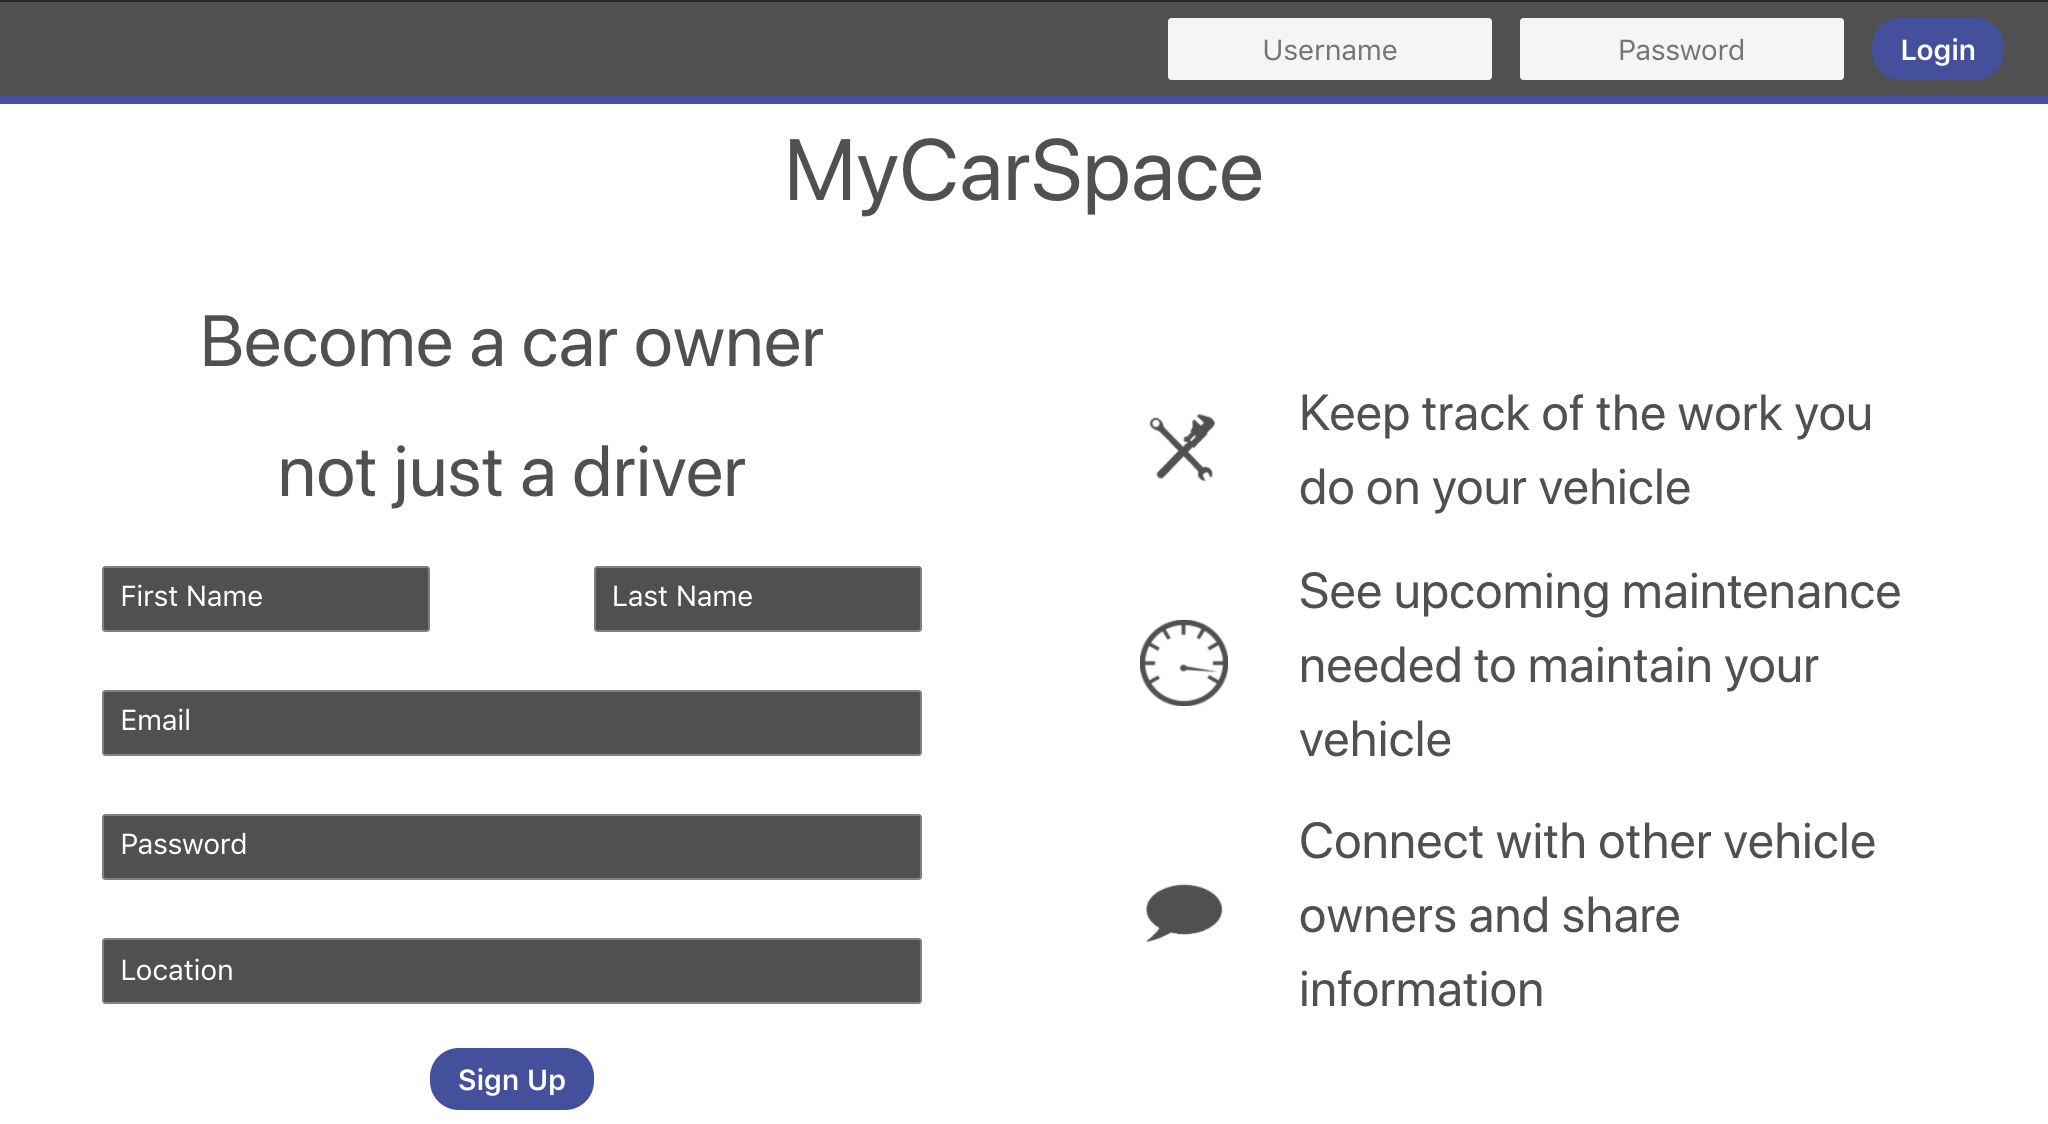 Username
Password
Login
MyCarSpace
Become a car owner
not just a driver
First Name
Last Name
Email
Password
Location
Sign Up
Keep track of the work you
do on your vehicle
See upcoming maintenance
needed to maintain your
vehicle
Connect with other vehicle
owners and share
information